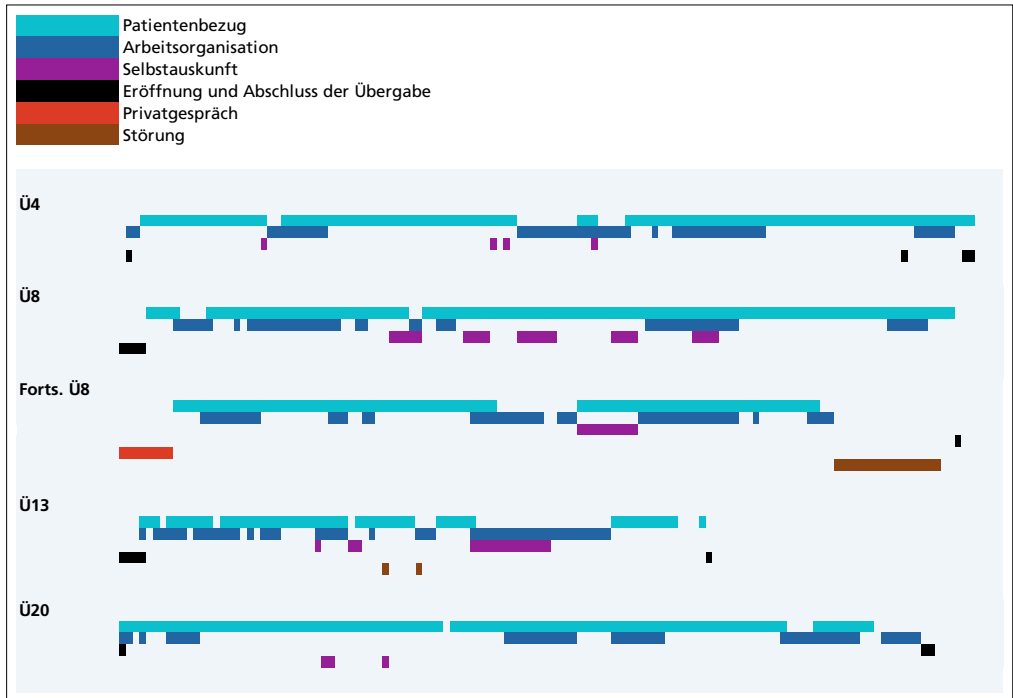 Patientenbezug
Arbeitsorganisation
Selbstauskunft
Eröffnung und Abschluss der Übergabe
Privatgespräch
Störung
Ü4
Ü8
Forts. Ü8
Ü13
Ü20